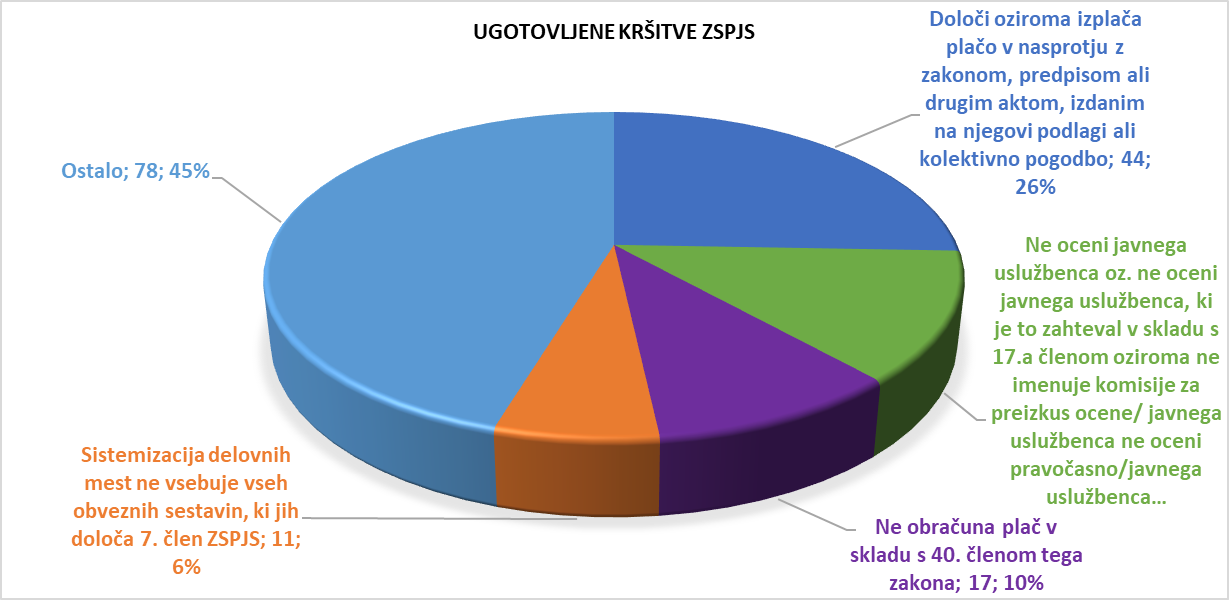 UGOTOVLJENE KRŠITVE ZSPJS
Določi oziroma izplača
plačo v nasprotju z
zakonom, predpisom ali
drugim aktom, izdanim
na njegovi podlagi ali
kolektivno pogodbo; 44;
26%
Ne oceni javnega
uslužbenca oz. ne oceni
javnega uslužbenca, ki
je to zahteval v skladu s
17.a členom oziroma ne
imenuje komisije za
preizkus ocene/ javnega
uslužbenca ne oceni
pravočasno/javnega
uslužbenca…
Ne obračuna plač v
skladu s 40. členom tega
zakona; 17; 10%
Sistemizacija delovnih
mest ne vsebuje vseh
obveznih sestavin, ki jih
določa 7. člen ZSPJS; 11;
6%
Ostalo; 78; 45%